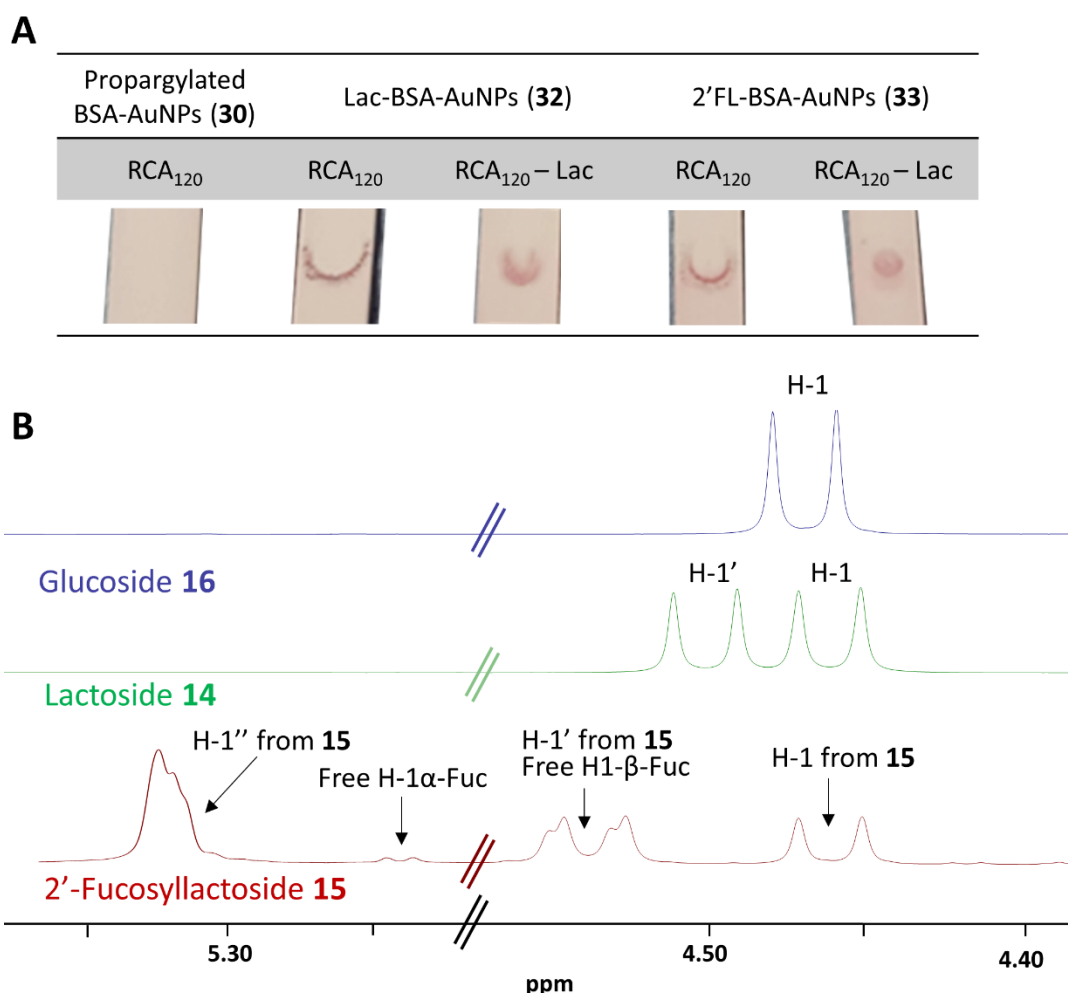 A
Propargylated
BSA-AuNPs (30)
Lac-BSA-AuNPs (32)
2'FL-BSA-AuNPs (33)
RCA120
RCA120 – Lac
RCA120
RCA120 – Lac
RCA120
B
H-1
Glucoside 16
H-1’
H-1
Lactoside 14
H-1’’ from 15
Free H-1α-Fuc
H-1’ from 15
Free H1-β-Fuc
H-1 from 15
2’-Fucosyllactoside 15
5.30
4.50
4.40
ppm